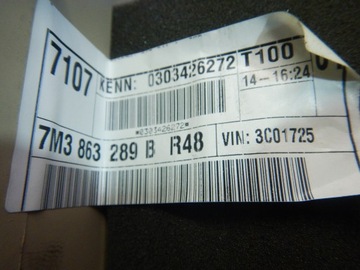 7107 KENN: 0303426272 T100
14-16:24
*0303426272*
7M3 863 289 B R48 VIN: 3C01725